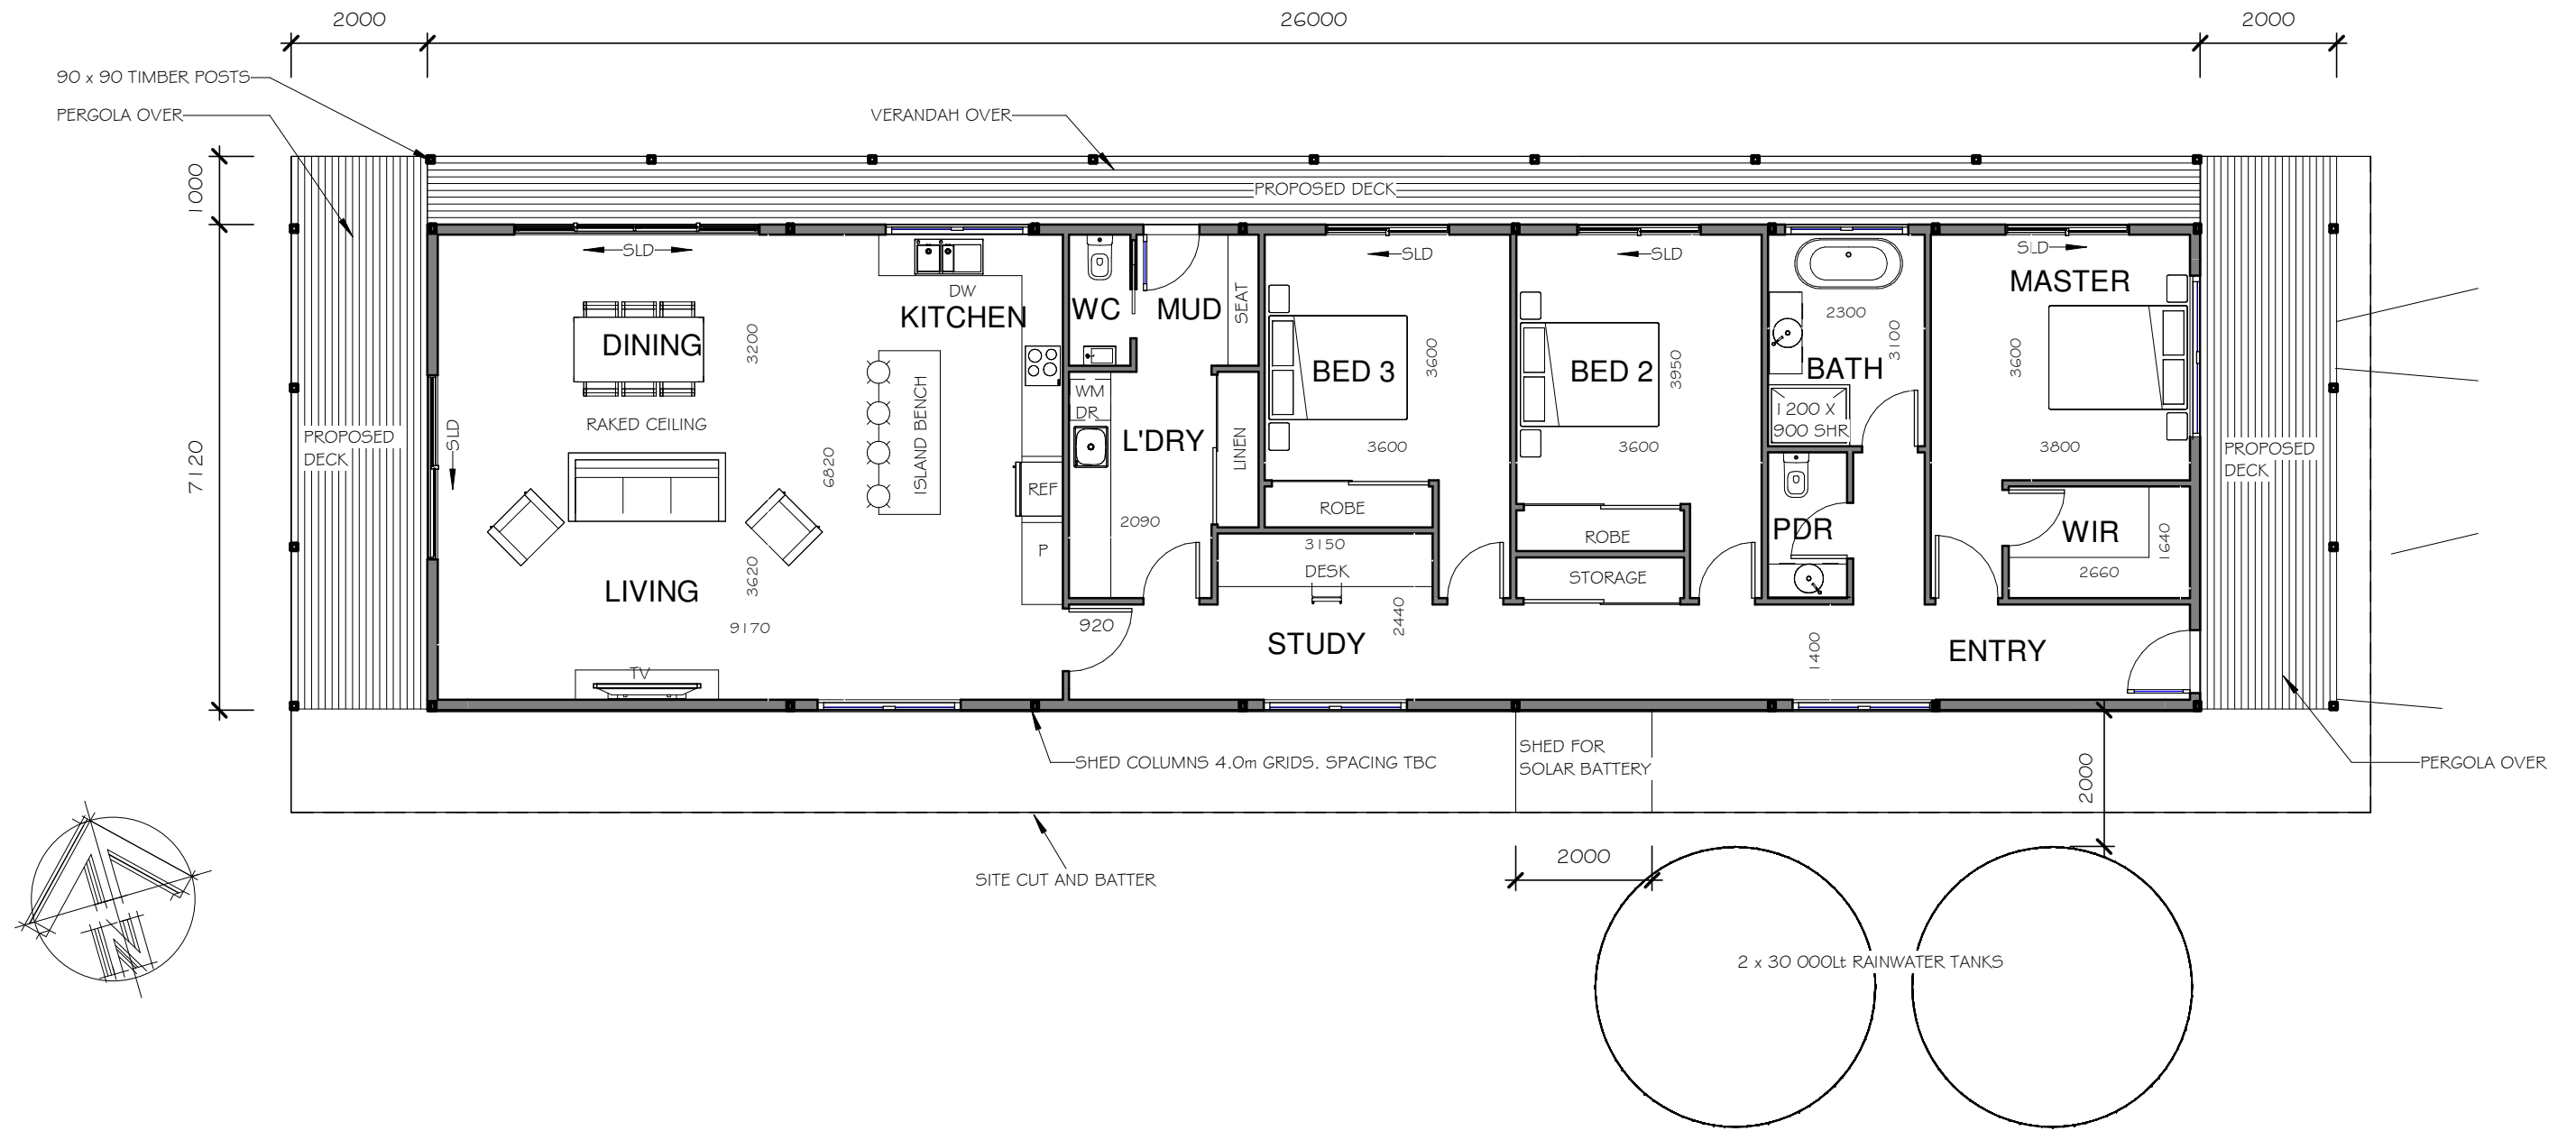 2000
26000
2000
90 x 90 TIMBER POSTS
PERGOLA OVER
VERANDAH OVER
1000
PROPOSED DECK
SLD
SLD
SLD
SLD
DW
KITCHEN
WC
MUD
SEAT
MASTER
DINING
3200
2300
3100
3600
BED 3
3600
BED 2
3950
BATH
ISLAND BENCH
WM
DR
1200 X
900 SHR
RAKED CEILING
SLD
PROPOSED
DECK
L'DRY
LINEN
3600
3600
3800
PROPOSED
DECK
7120
6820
REF
ROBE
2090
ROBE
PDR
WIR
1640
P
3150
DESK
STORAGE
2660
LIVING
3620
9170
920
STUDY
2440
1400
ENTRY
TV
SHED COLUMNS 4.0m GRIDS. SPACING TBC
SHED FOR
SOLAR BATTERY
2000
PERGOLA OVER
SITE CUT AND BATTER
2000
N
2 x 30 000Lt RAINWATER TANKS